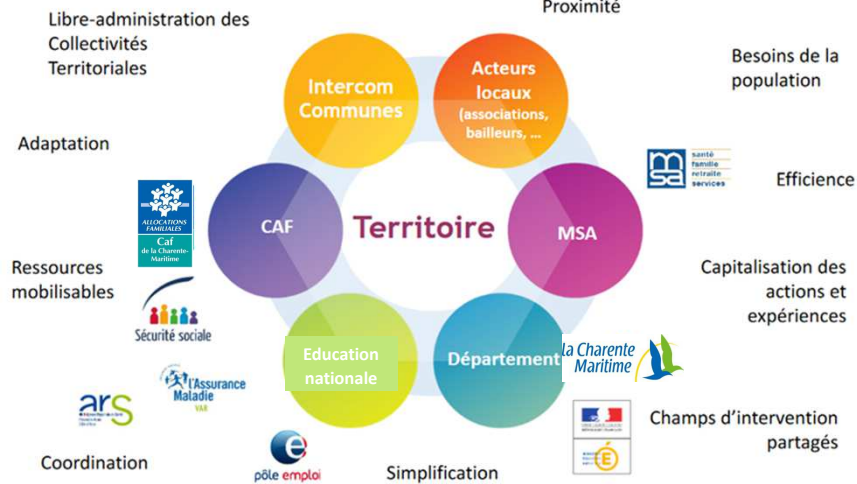 Proximité
Libre-administration des
Collectivités
Territoriales
Intercom
Communes
Acteurs
locaux
(associations,
bailleurs, ...
Besoins de la
population
Adaptation
msa
santé
famille
retraite
services
Efficience
ALLOCATIONS
FAMILIALES
Caf
de la Charente-
Maritime
CAF
Territoire
MSA
Ressources
mobilisables
Capitalisation des
actions et
expériences
Sécurité sociale
Education
nationale
Département
la Charente
Maritime
l'Assurance
Maladie
VAR
ars
Champs d'intervention
partagés
Coordination
pôle emploi
Simplification